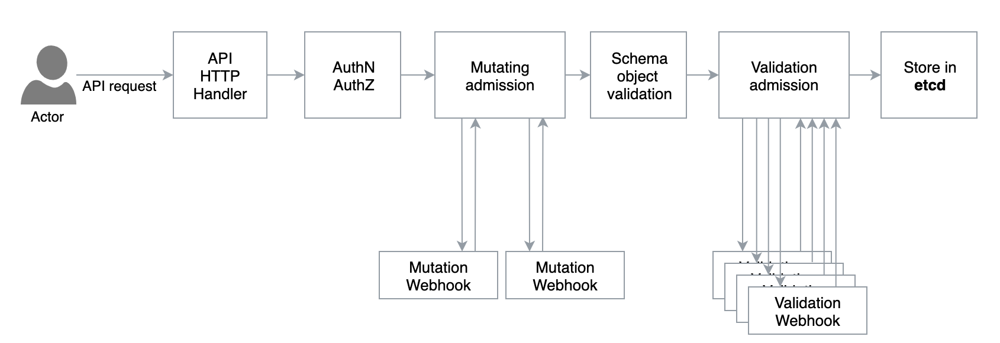 API request
Actor
API
HTTP
Handler
AuthN
AuthZ
Mutating
admission
Schema
object
validation
Validation
admission
Store in
etcd
Mutation
Webhook
Mutation
Webhook
Validation
Webhook